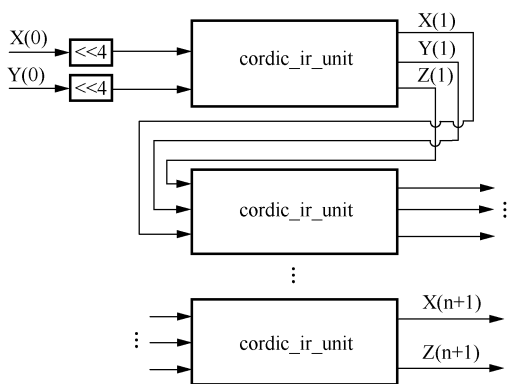 X(0)
<<4
Y(0)
<<4
cordic_ir_unit
X(1)
Y(1)
Z(1)
cordic_ir_unit
cordic_ir_unit
X(n+1)
Z(n+1)